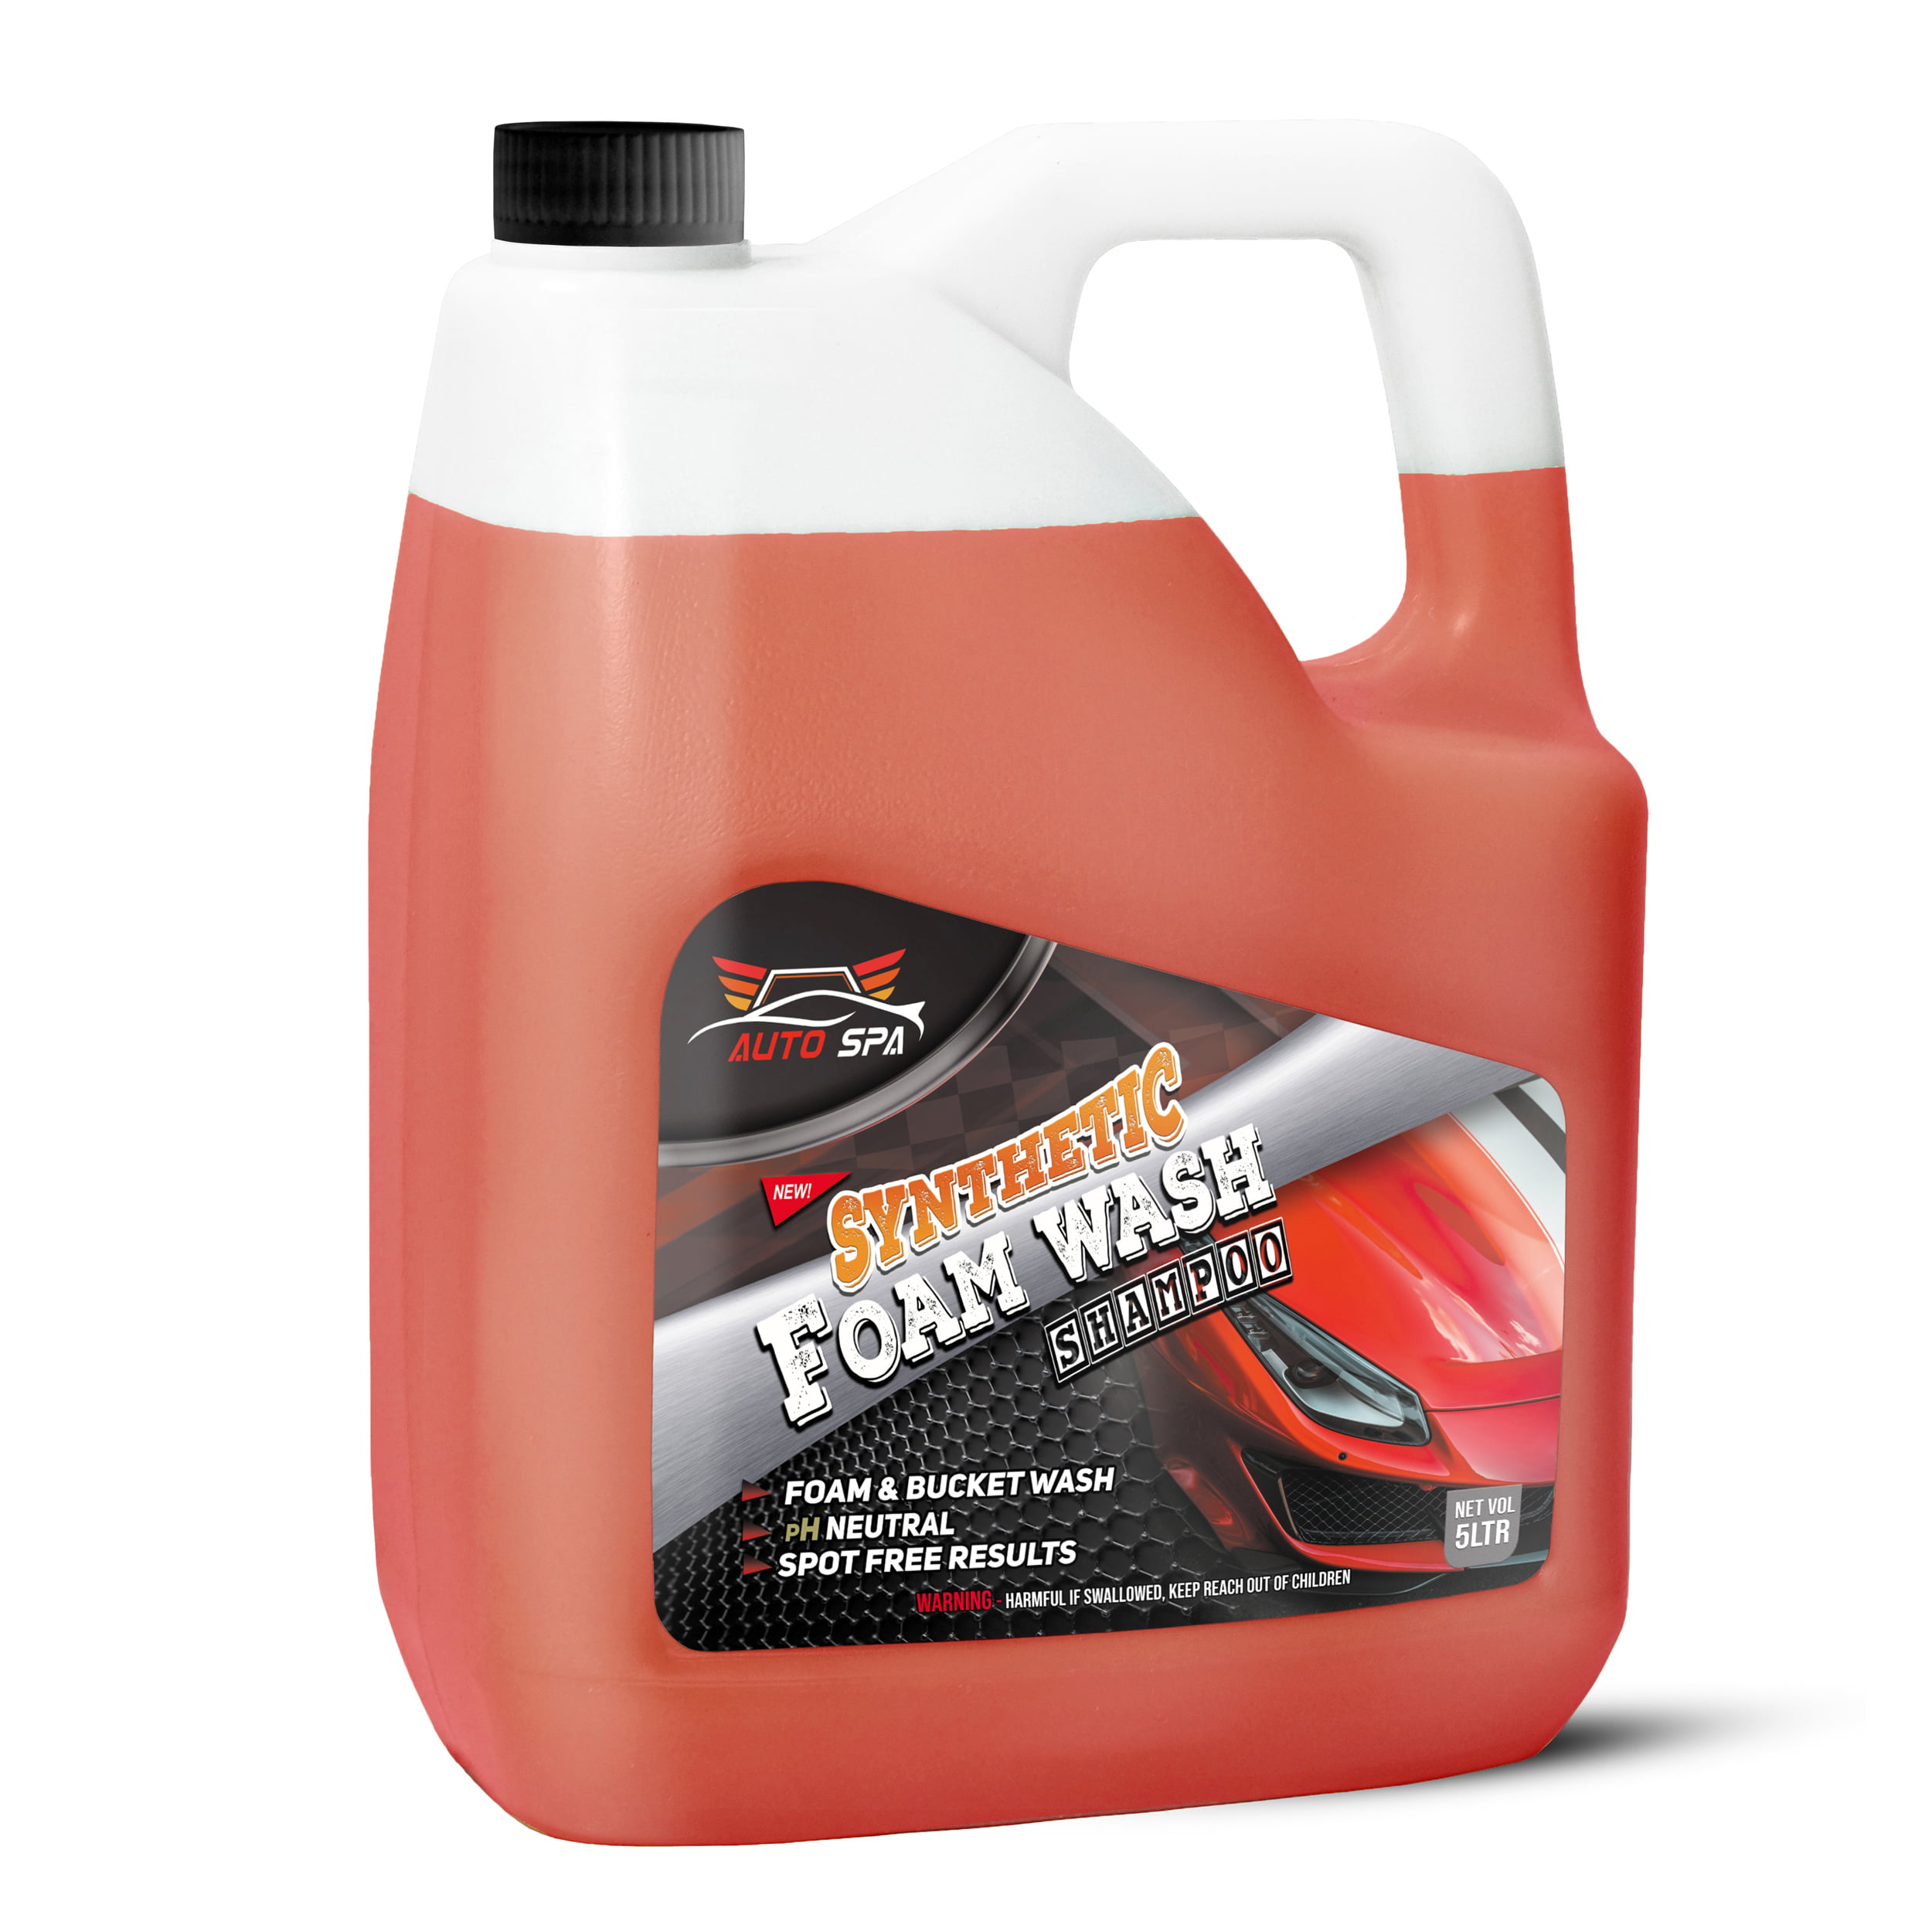 AUTO SPA
NEW!
SYNTHETIC
FOAM WASH
SHAMPOO
FOAM & BUCKET WASH
pH NEUTRAL
SPOT FREE RESULTS
NET VOL
5LTR
WARNING - HARMFUL IF SWALLOWED, KEEP REACH OUT OF CHILDREN